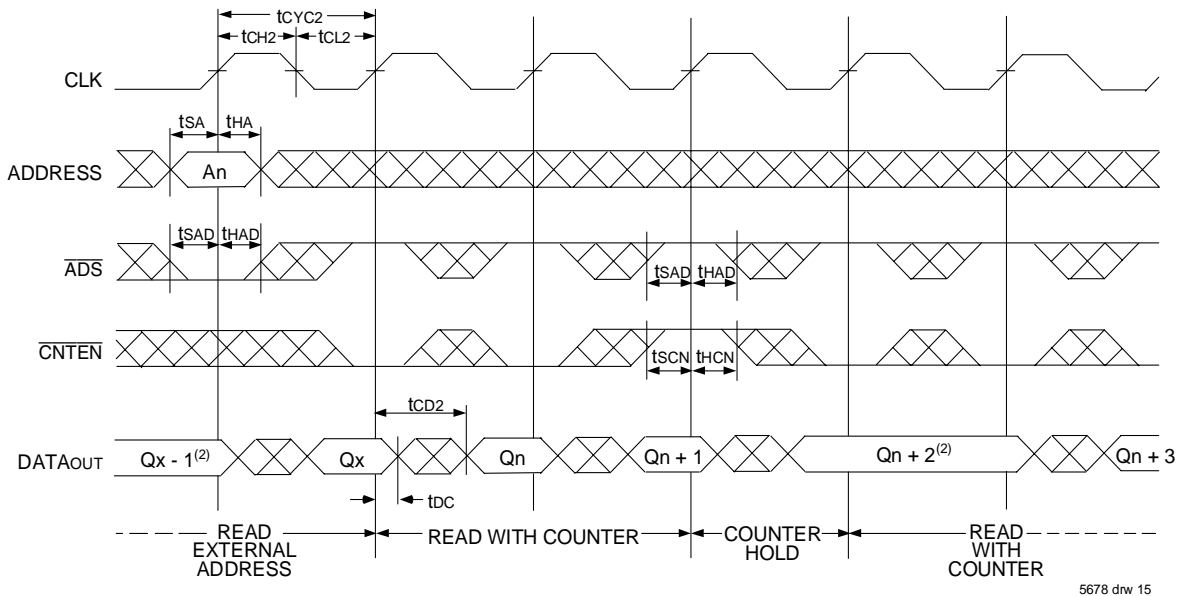 tCYC2
tCH2 tCL2
CLK
tSA tHA
ADDRESS An
tSAD tHAD
ADS
tSAD tHAD
CNTEN
tSCN tHCN
tCD2
DATAOUT Qx - 1(2) Qx Qn Qn + 1 Qn + 2(2) Qn + 3
tDC
READ EXTERNAL ADDRESS
READ WITH COUNTER
COUNTER HOLD
READ WITH COUNTER
5678 drw 15